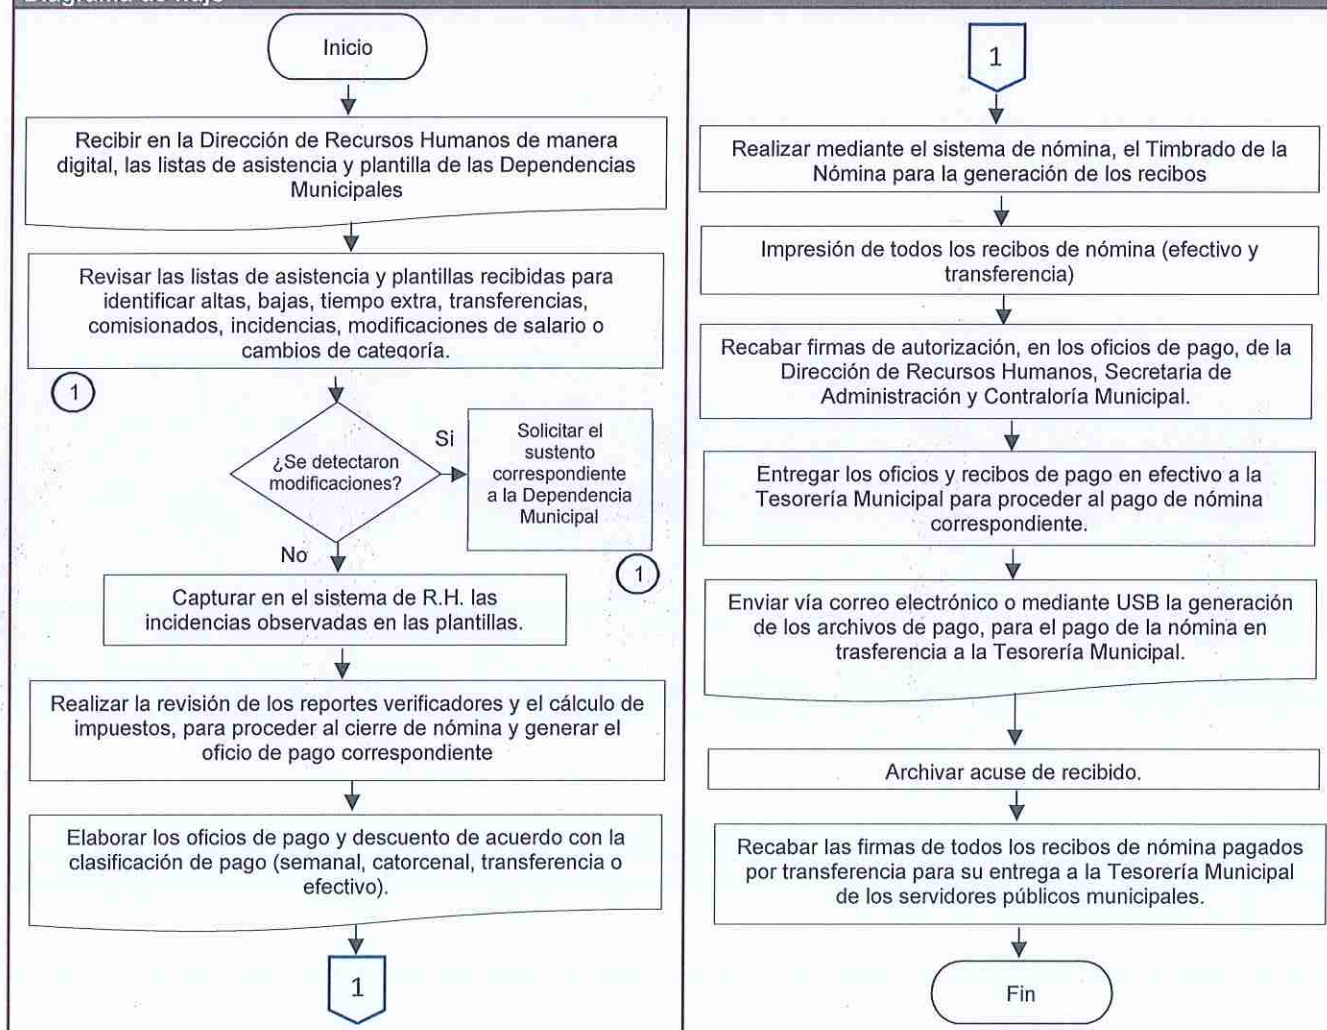 Diagrama de flujo
Inicio
Recibir en la Dirección de Recursos Humanos de manera
digital, las listas de asistencia y plantilla de las Dependencias
Municipales
Revisar las listas de asistencia y plantillas recibidas para
identificar altas, bajas, tiempo extra, transferencias,
comisionados, incidencias, modificaciones de salario o
cambios de categoría.
1
¿Se detectaron
modificaciones?
Si
Solicitar el
sustento
correspondiente
a la Dependencia
Municipal
No
1
Capturar en el sistema de R.H. las
incidencias observadas en las plantillas.
Realizar la revisión de los reportes verificadores y el cálculo de
impuestos, para proceder al cierre de nómina y generar el
oficio de pago correspondiente
Elaborar los oficios de pago y descuento de acuerdo con la
clasificación de pago (semanal, catorcenal, transferencia o
efectivo).
1
1
Realizar mediante el sistema de nómina, el Timbrado de la
Nómina para la generación de los recibos
Impresión de todos los recibos de nómina (efectivo y
transferencia)
Recabar firmas de autorización, en los oficios de pago, de la
Dirección de Recursos Humanos, Secretaria de
Administración y Contraloría Municipal.
Entregar los oficios y recibos de pago en efectivo a la
Tesorería Municipal para proceder al pago de nómina
correspondiente.
Enviar vía correo electrónico o mediante USB la generación
de los archivos de pago, para el pago de la nómina en
trasferencia a la Tesorería Municipal.
Archivar acuse de recibido.
Recabar las firmas de todos los recibos de nómina pagados
por transferencia para su entrega a la Tesorería Municipal
de los servidores públicos municipales.
Fin